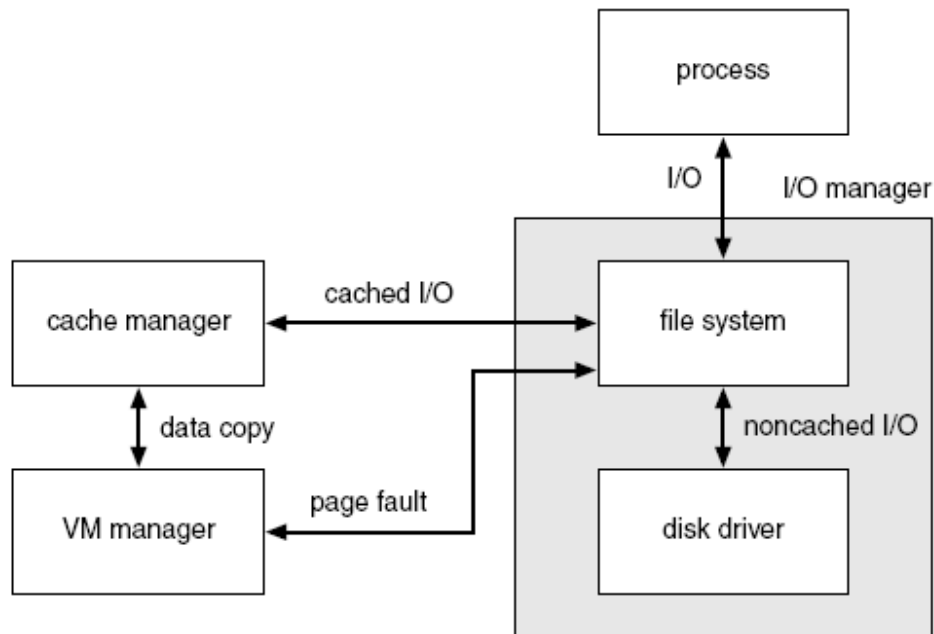 process
I/O
I/O manager
cached I/O
cache manager
file system
data copy
noncached I/O
page fault
VM manager
disk driver